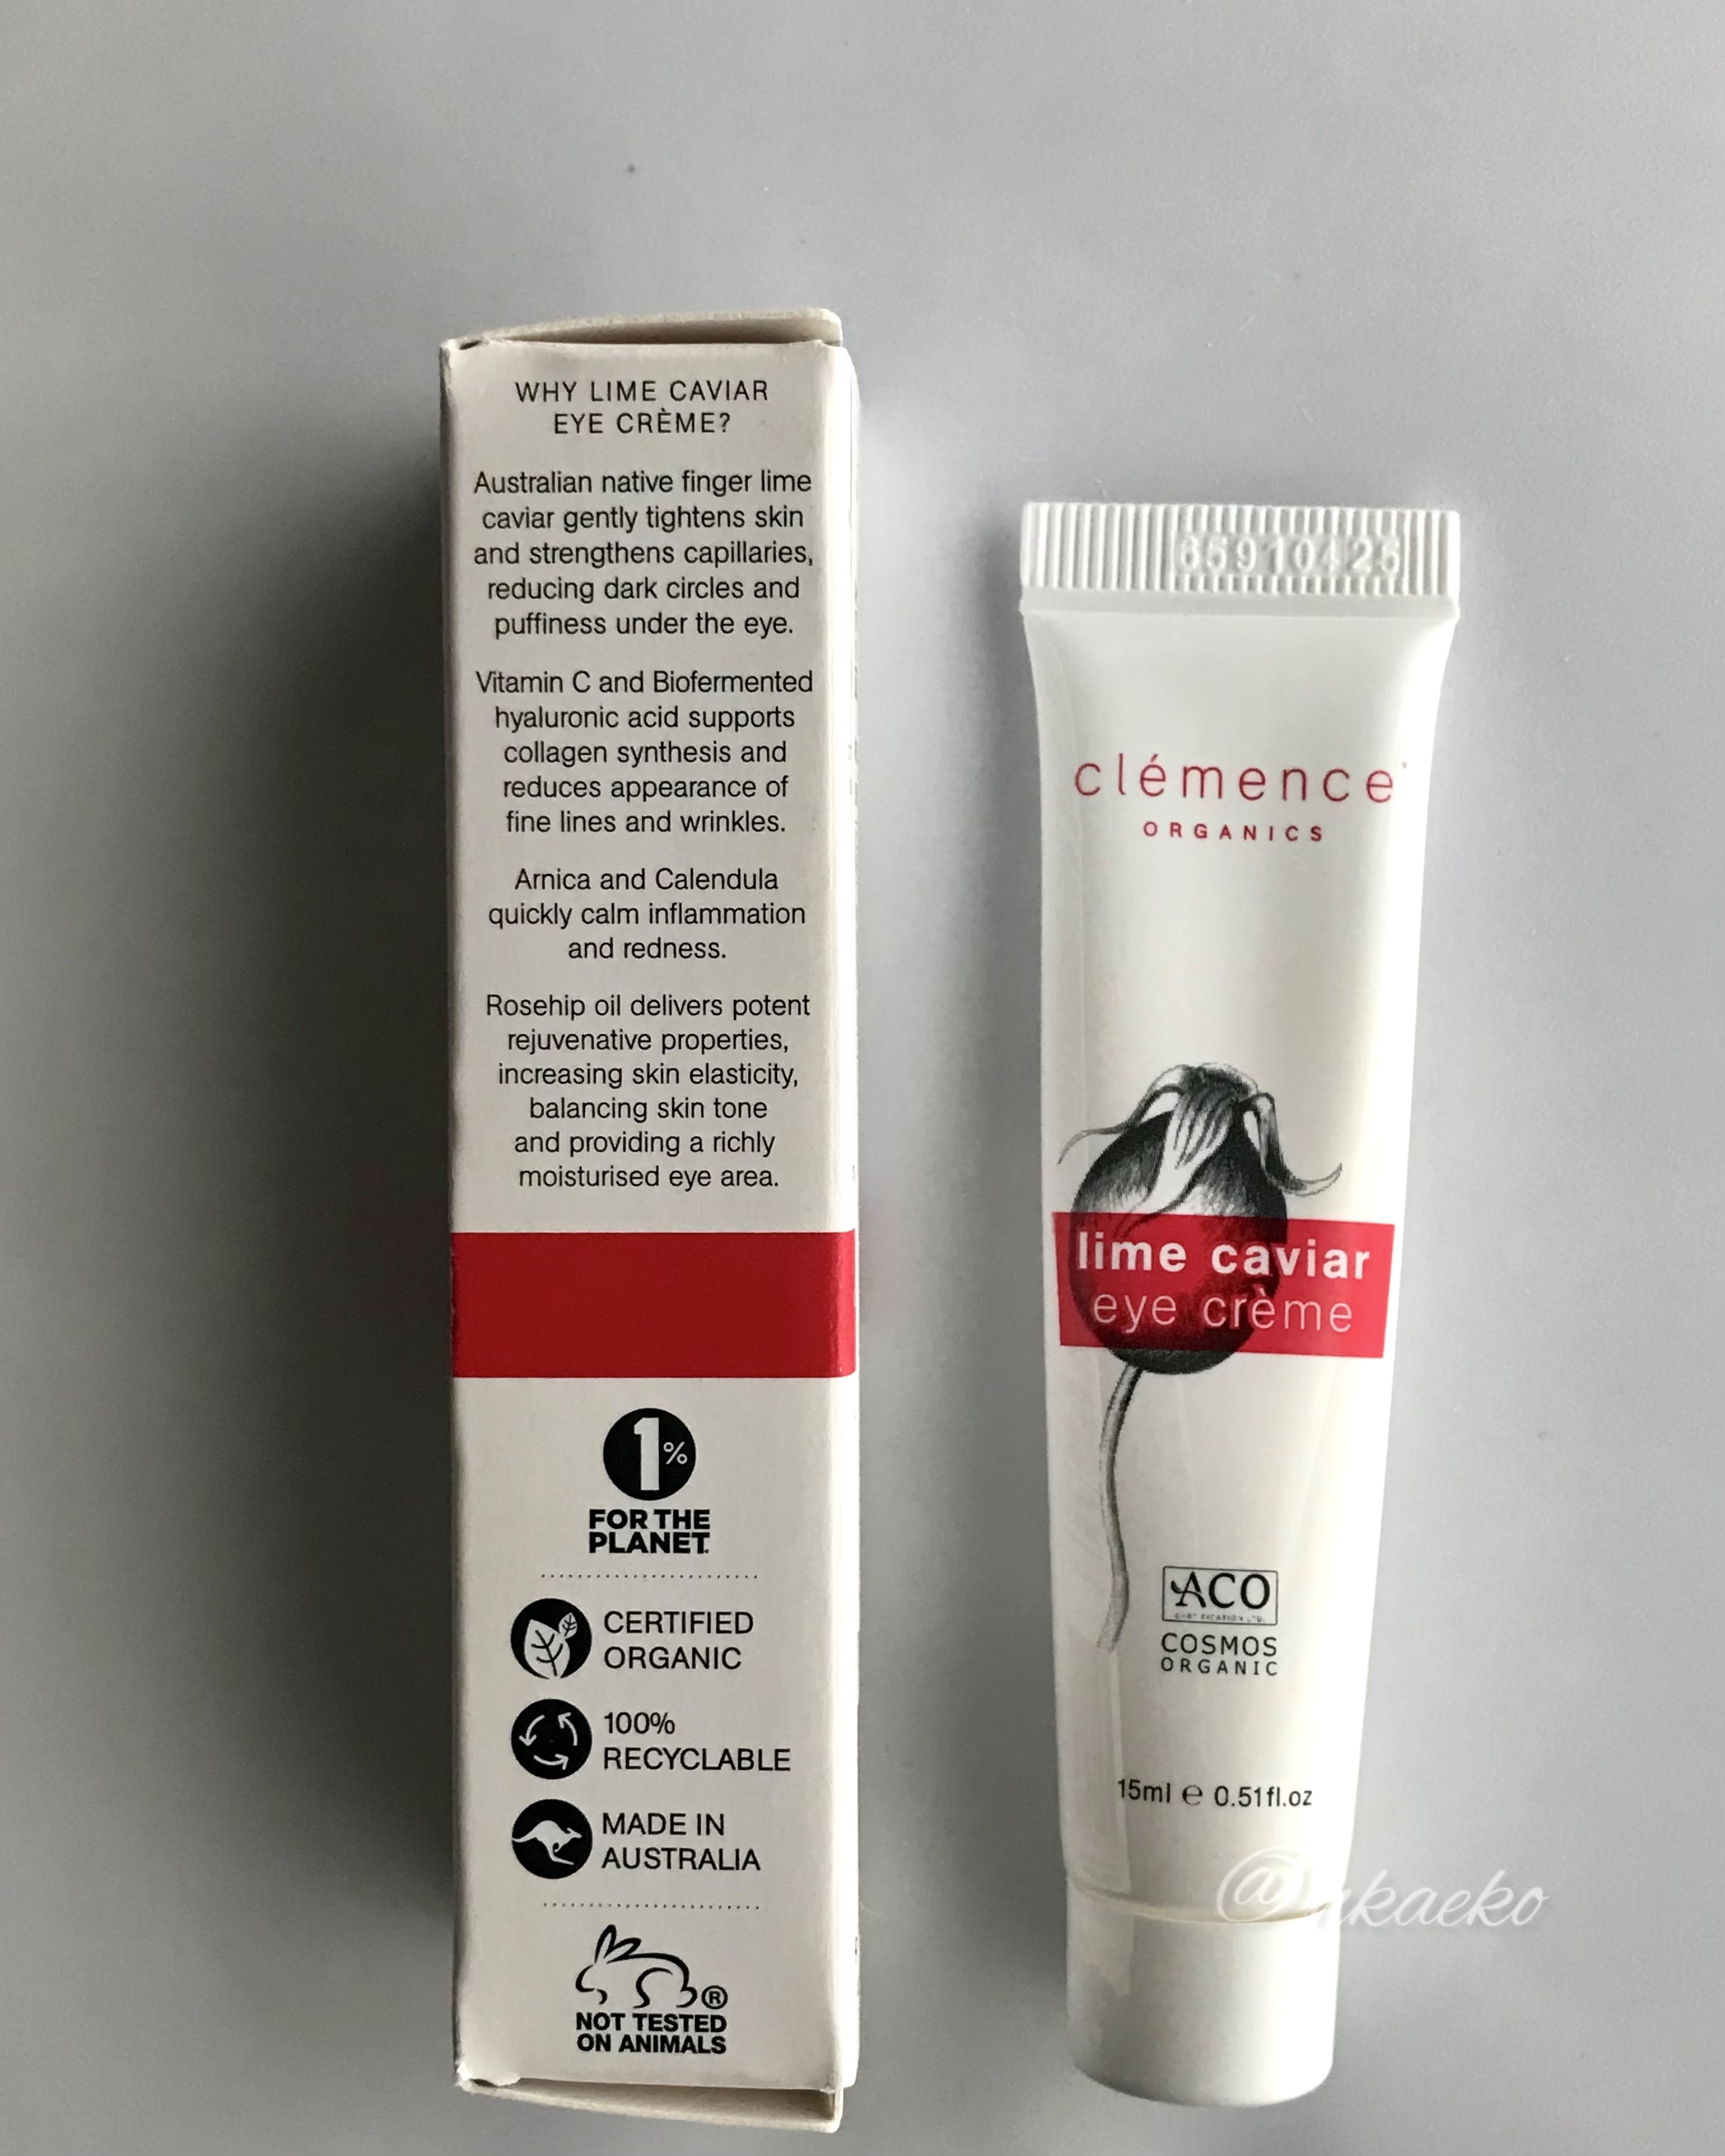 WHY LIME CAVIAR
EYE CRÈME?
Australian native finger lime
caviar gently tightens skin
and strengthens capillaries,
reducing dark circles and
puffiness under the eye.
Vitamin C and Biofermented
hyaluronic acid supports
collagen synthesis and
reduces appearance of
fine lines and wrinkles.
Arnica and Calendula
quickly calm inflammation
and redness.
Rosehip oil delivers potent
rejuvenative properties,
increasing skin elasticity,
balancing skin tone
and providing a richly
moisturised eye area.
1%
FOR THE
PLANET
CERTIFIED
ORGANIC
100%
RECYCLABLE
MADE IN
AUSTRALIA
®
NOT TESTED
ON ANIMALS
clémence
ORGANICS
lime caviar
eye crème
ACO
CERTIFICATION LTD.
COSMOS
ORGANIC
15ml ℮ 0.51fl.oz